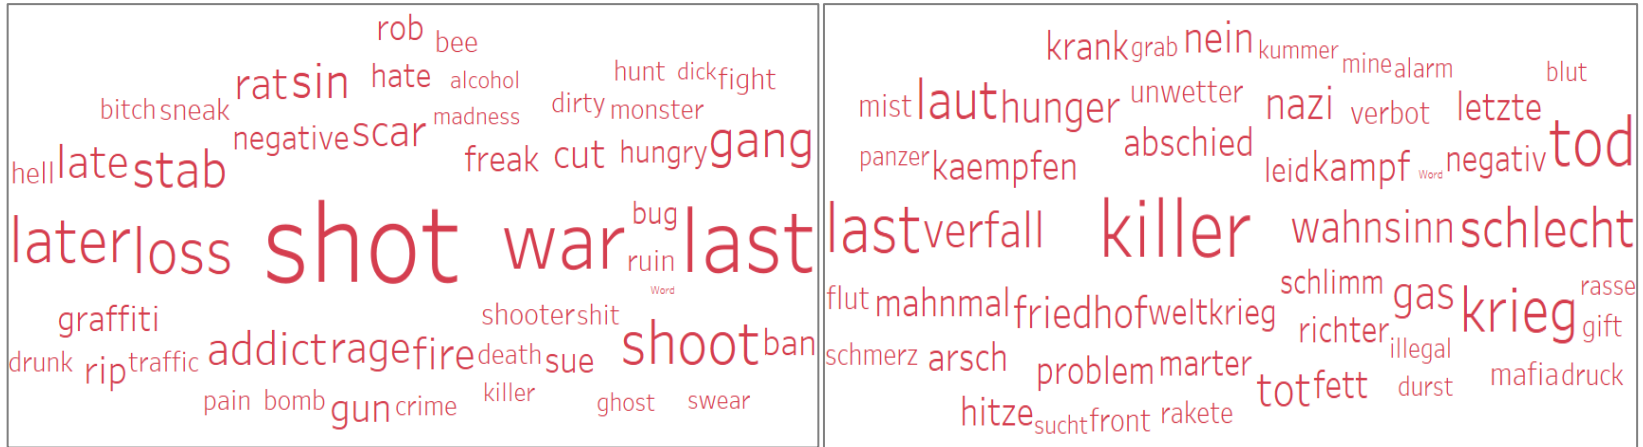 rob
bee
rat sin hate alcohol hunt dick fight
bitch sneak madness dirty monster
negative scar
hell late stab freak cut hungry gang
later loss shot war bug last
ruin
Word
graffiti shooter shit
drunk rip traffic addict rage fire death sue shoot ban
pain bomb gun crime killer ghost swear
krank grab nein kummer mine alarm blut
mist laut hunger unwetter nazi verbot letzte
panzer kaempfen abschied leid kampf Word negativ tod
last verfall killer wahnsinn schlecht
flut mahnmal friedhof weltkrieg schlimm gas krieg rasse
richter gift
schmerz arsch problem marter illegal
tot fett durst mafia druck
hitze sucht front rakete